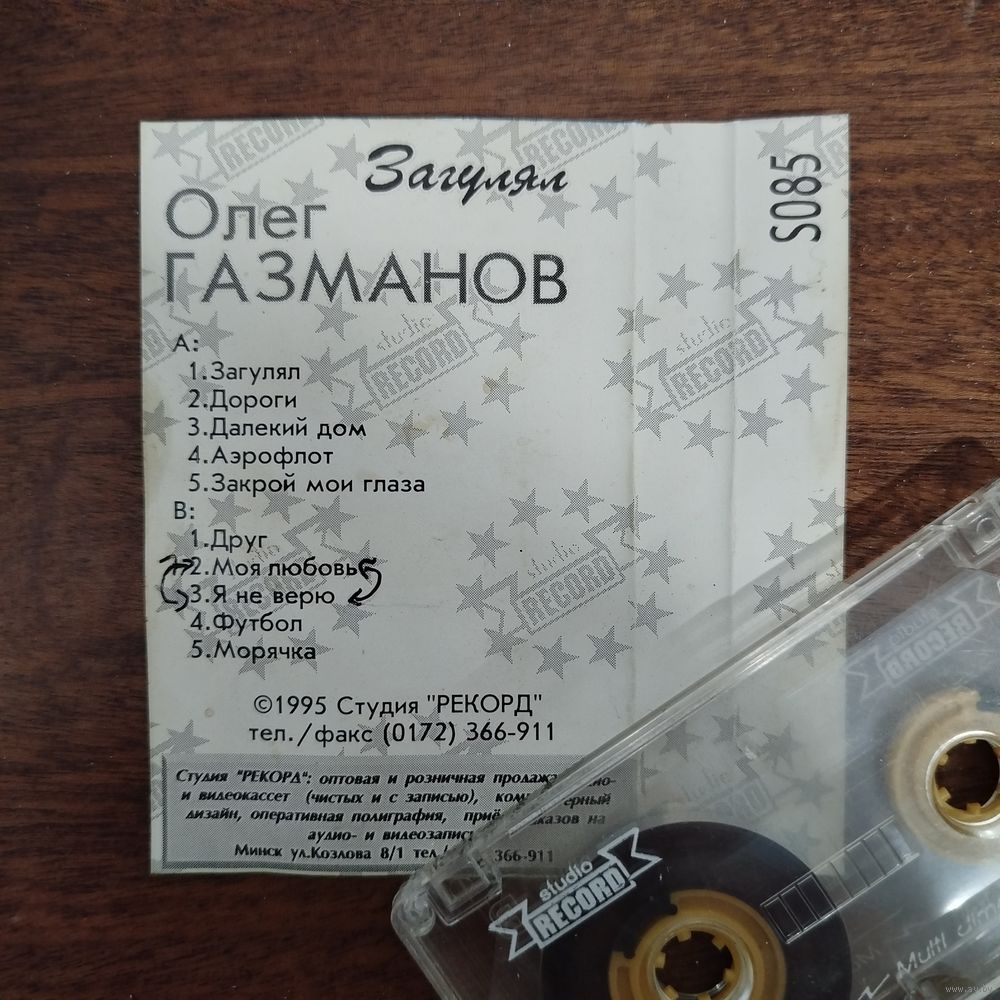 Загулял
Олег
ГАЗМАНОВ
S085
А:
1.Загулял
2.Дороги
3.Далекий дом
4.Аэрофлот
5.Закрой мои глаза
В:
1.Друг
2.Моя любовь
3.Я не верю
4.Футбол
5.Морячка
©1995 Студия "РЕКОРД"
тел./факс (0172) 366-911
Студия "РЕКОРД": оптовая и розничная продажа
и видеокассет (чистых и с записью),
дизайн, оперативная полиграфия,
аудио- и
Минск ул.Козлова 8/1 тел. 366-911
studio
RECORD
Multi